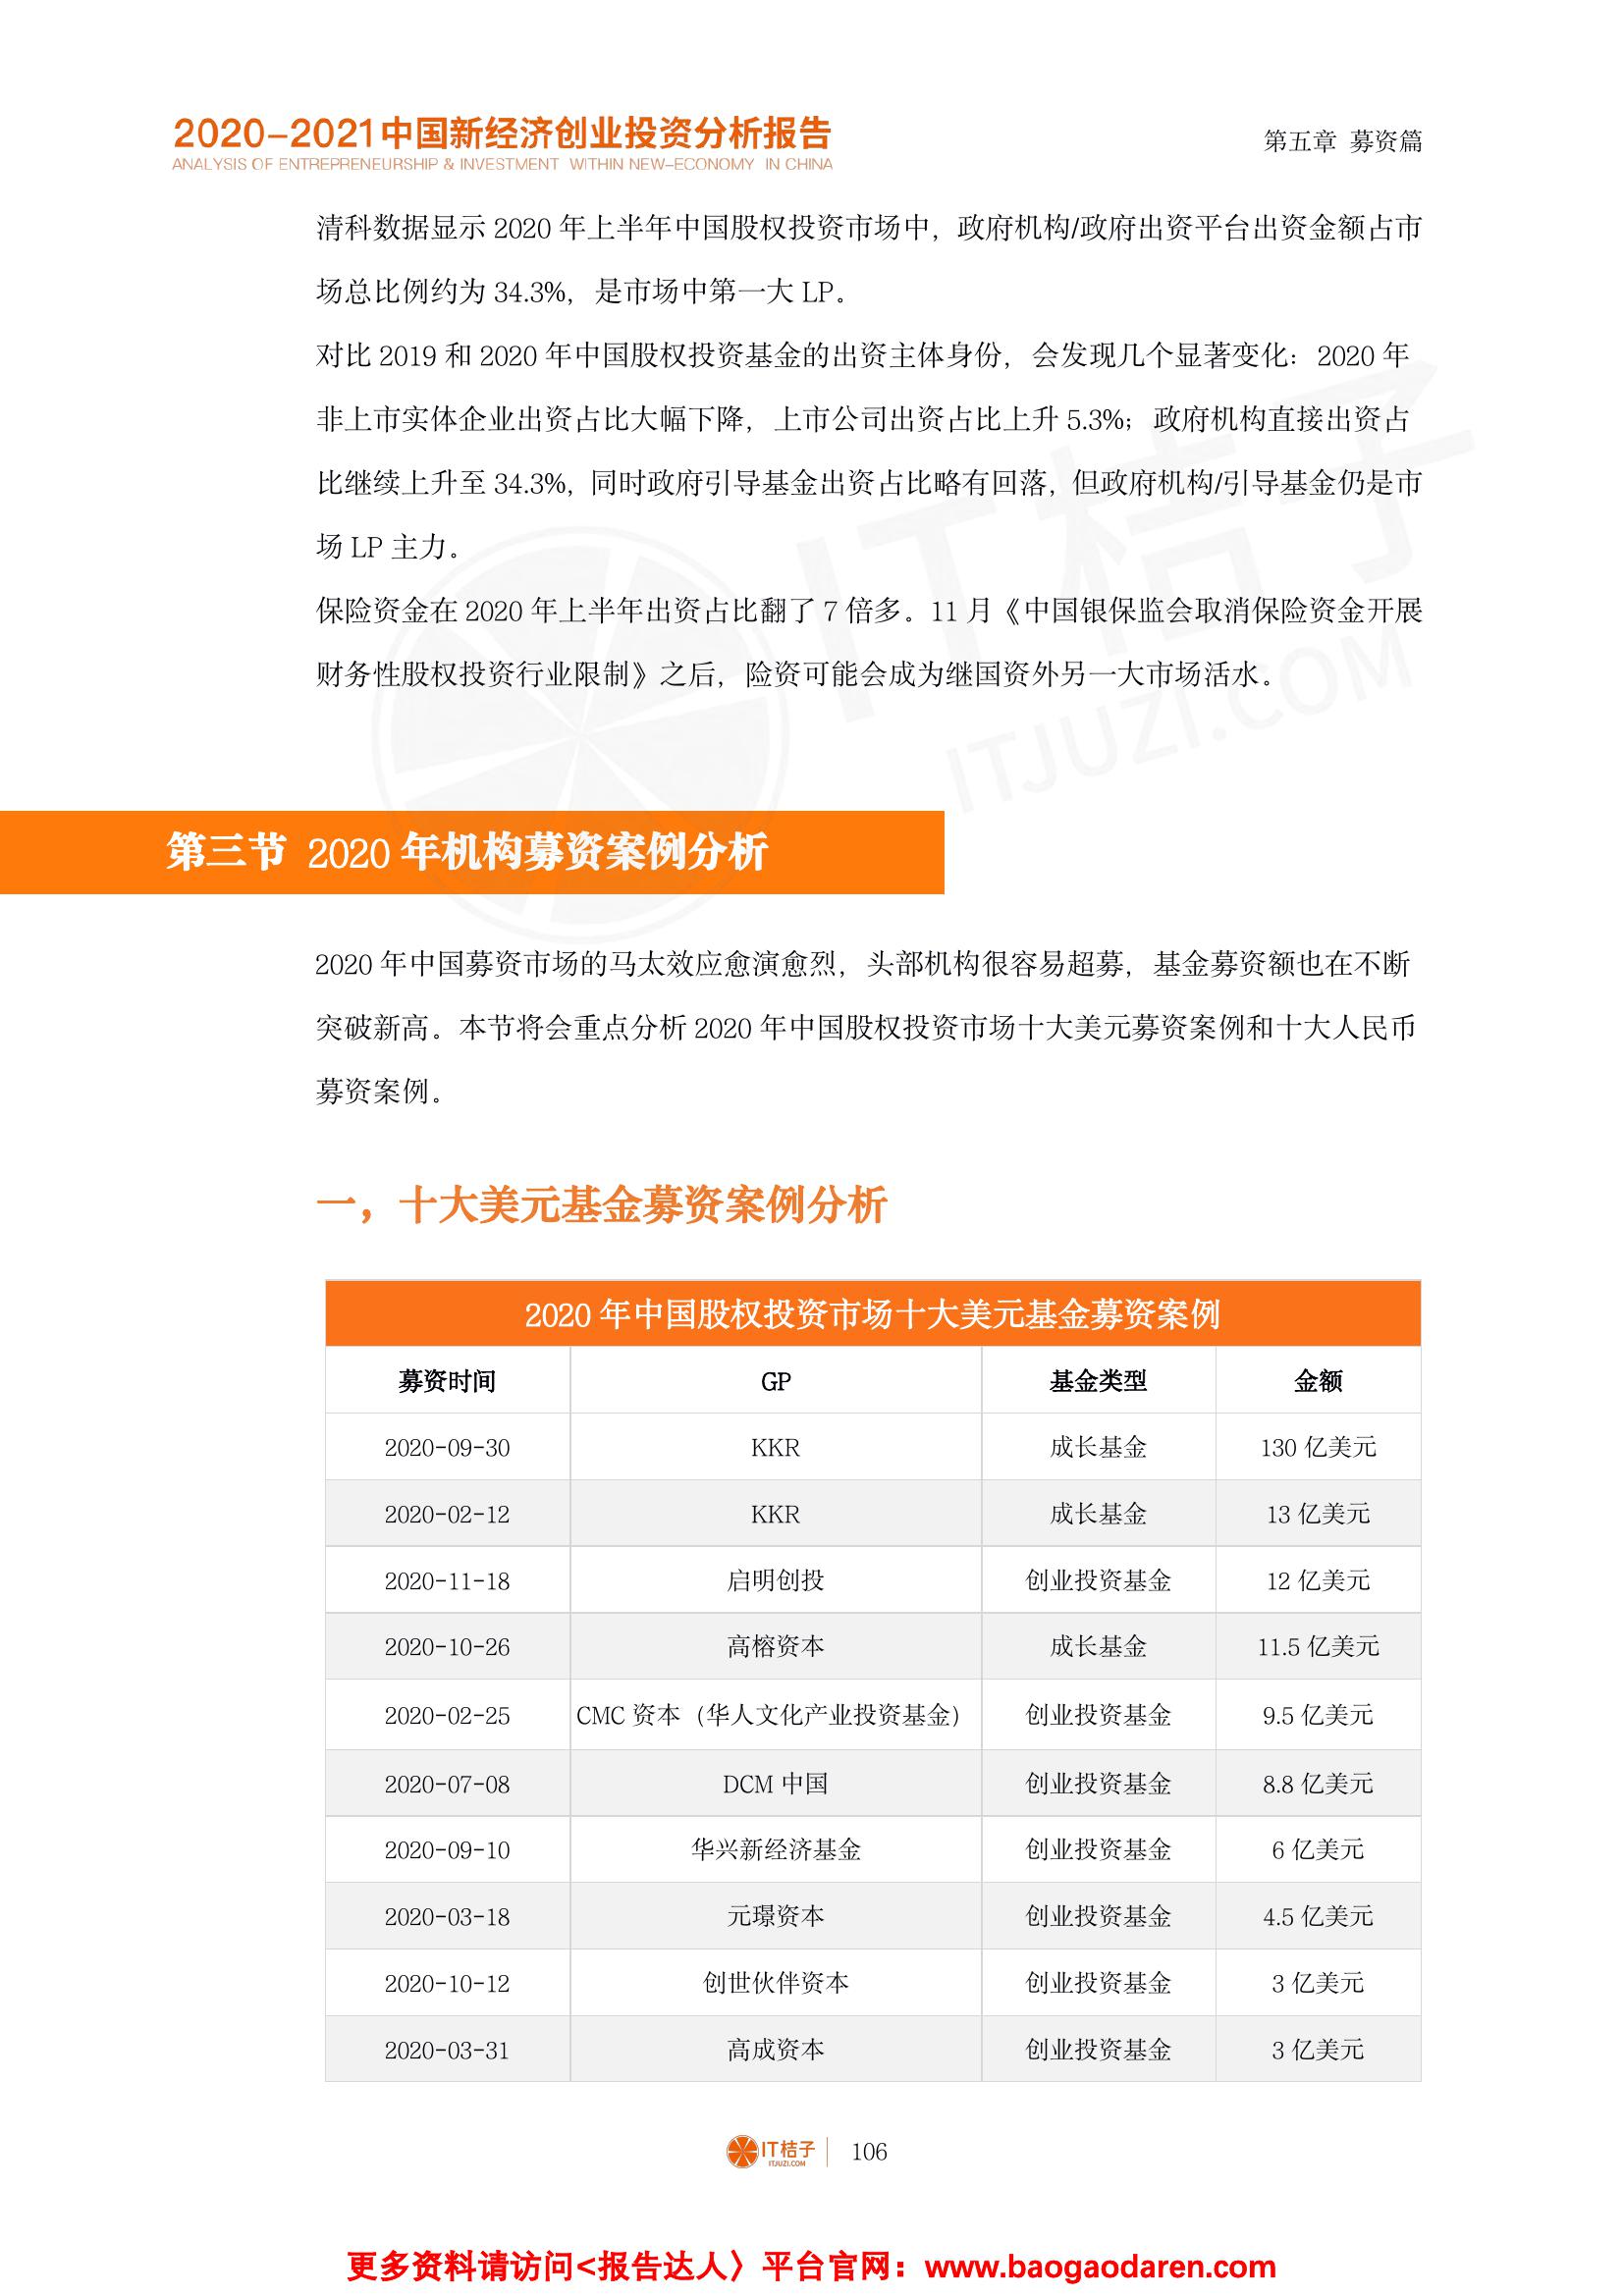 2020-2021中国新经济创业投资分析报告
ANALYSIS OF ENTREPRENEURSHIP & INVESTMENT WITHIN NEW-ECONOMY IN CHINA
第五章 募资篇
清科数据显示 2020 年上半年中国股权投资市场中，政府机构/政府出资平台出资金额占市
场总比例约为 34.3%，是市场中第一大 LP。
对比 2019 和 2020 年中国股权投资基金的出资主体身份，会发现几个显著变化：2020 年
非上市实体企业出资占比大幅下降，上市公司出资占比上升 5.3%；政府机构直接出资占
比继续上升至 34.3%，同时政府引导基金出资占比略有回落，但政府机构/引导基金仍是市
场 LP 主力。
保险资金在 2020 年上半年出资占比翻了 7 倍多。11 月《中国银保监会取消保险资金开展
财务性股权投资行业限制》之后，险资可能会成为继国资外另一大市场活水。
IT桔子
ITJUZI.COM
第三节 2020 年机构募资案例分析
2020 年中国募资市场的马太效应愈演愈烈，头部机构很容易超募，基金募资额也在不断
突破新高。本节将会重点分析 2020 年中国股权投资市场十大美元募资案例和十大人民币
募资案例。
一，十大美元基金募资案例分析
2020 年中国股权投资市场十大美元基金募资案例
募资时间 GP 基金类型 金额
2020-09-30 KKR 成长基金 130 亿美元
2020-02-12 KKR 成长基金 13 亿美元
2020-11-18 启明创投 创业投资基金 12 亿美元
2020-10-26 高榕资本 成长基金 11.5 亿美元
2020-02-25 CMC 资本（华人文化产业投资基金） 创业投资基金 9.5 亿美元
2020-07-08 DCM 中国 创业投资基金 8.8 亿美元
2020-09-10 华兴新经济基金 创业投资基金 6 亿美元
2020-03-18 元璟资本 创业投资基金 4.5 亿美元
2020-10-12 创世伙伴资本 创业投资基金 3 亿美元
2020-03-31 高成资本 创业投资基金 3 亿美元
IT桔子
ITJUZI.COM
106
更多资料请访问<报告达人〉平台官网：www.baogaodaren.com